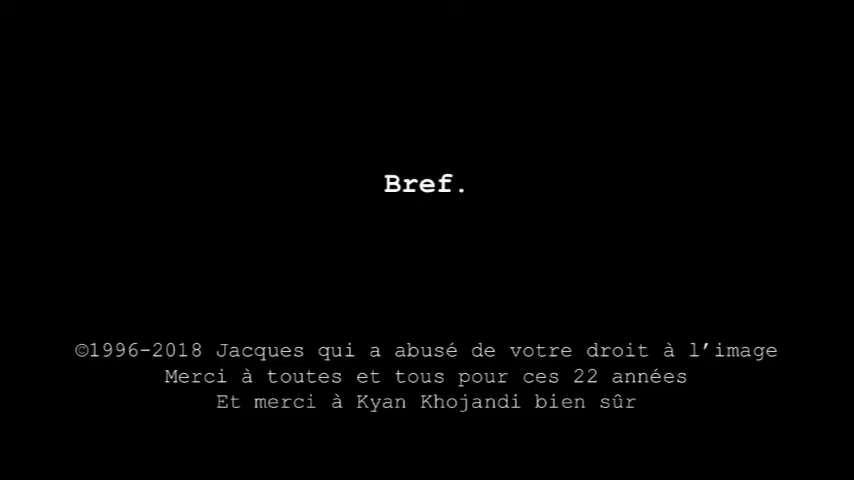 Bref.
©1996-2018 Jacques qui a abusé de votre droit à l’image
Merci à toutes et tous pour ces 22 années
Et merci à Kyan Khojandi bien sûr